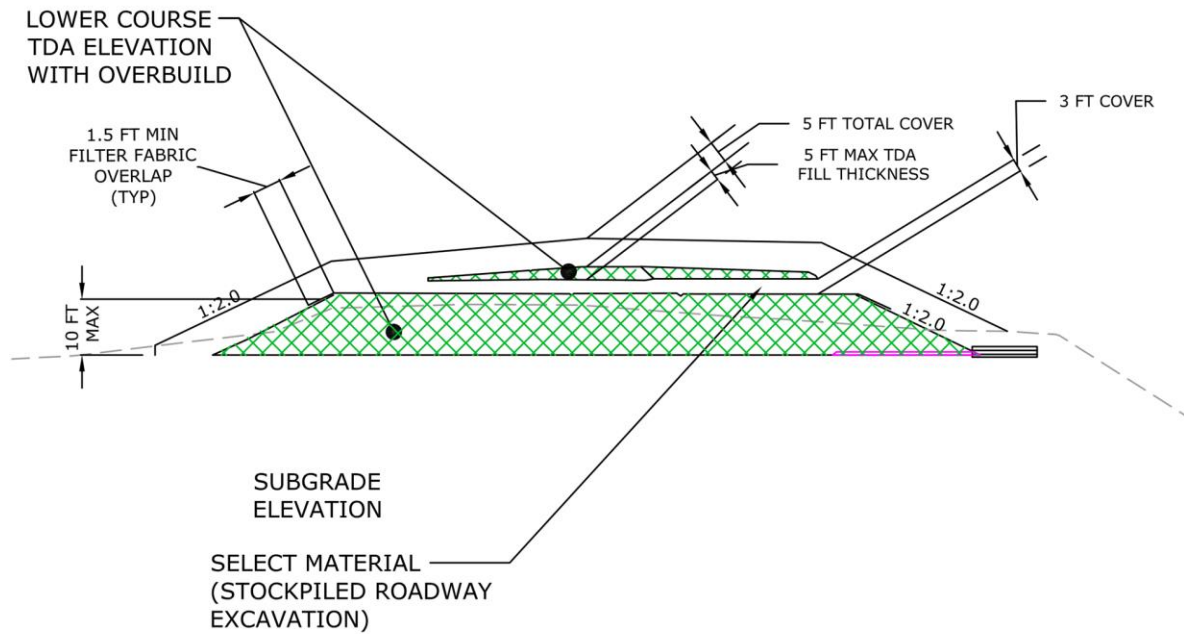 LOWER COURSE
TDA ELEVATION
WITH OVERBUILD
1.5 FT MIN
FILTER FABRIC
OVERLAP
(TYP)
5 FT TOTAL COVER
5 FT MAX TDA
FILL THICKNESS
3 FT COVER
1:2.0
1:2.0
1:2.0
10 FT
MAX
SUBGRADE
ELEVATION
SELECT MATERIAL
(STOCKPILED ROADWAY
EXCAVATION)